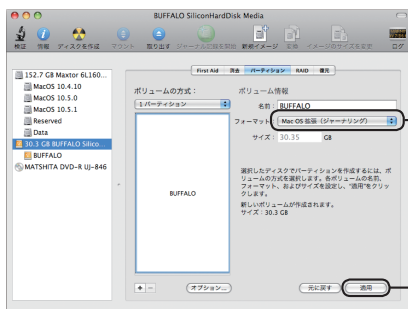 BUFFALO SiliconHardDisk Media
検証 情報 ディスクを作成 マウント 取り出す ジャーナル記録を開始 新規イメージ 変換 イメージのサイズを変更 ログ
152.7 GB Maxtor 6L160...
MacOS 10.4.10
MacOS 10.5.0
MacOS 10.5.1
Reserved
Data
30.3 GB BUFFALO Silico...
BUFFALO
MATSHITA DVD-R UJ-846
First Aid 消去 パーティション RAID 復元
ボリュームの方式：
1 パーティション
BUFFALO
オプション...
ボリューム情報
名前： BUFFALO
フォーマット： Mac OS 拡張（ジャーナリング）
サイズ： 30.35 GB
選択したディスクでパーティションを作成するには、ボ
リュームの方式を選択します。各ボリュームの名前、
フォーマット、およびサイズを設定し、"適用"をクリッ
クします。
新しいボリュームが作成されます。
サイズ：30.3 GB
元に戻す 適用